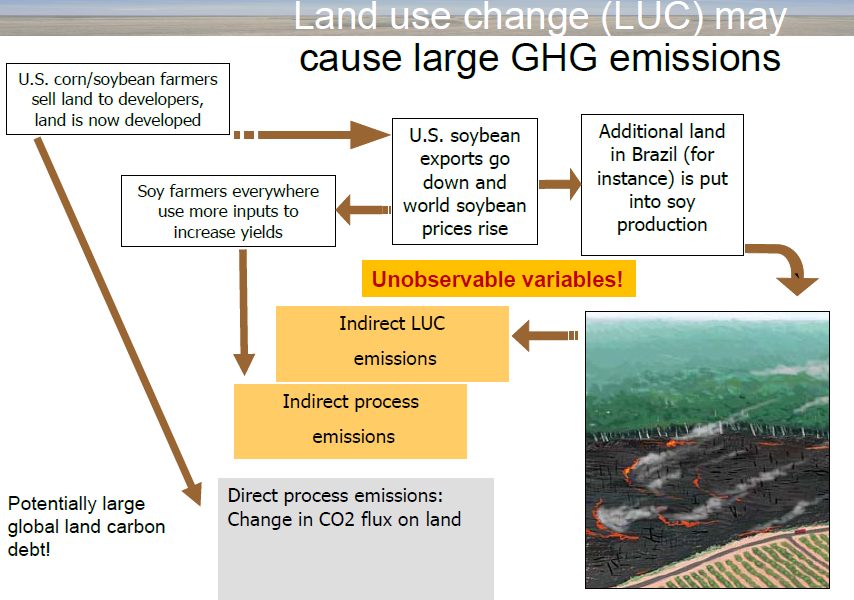 Land use change (LUC) may
cause large GHG emissions
U.S. corn/soybean farmers
sell land to developers,
land is now developed
U.S. soybean
exports go
down and
world soybean
prices rise
Additional land
in Brazil (for
instance) is put
into soy
production
Soy farmers everywhere
use more inputs to
increase yields
Unobservable variables!
Indirect LUC
emissions
Indirect process
emissions
Potentially large
global land carbon
debt!
Direct process emissions:
Change in CO2 flux on land